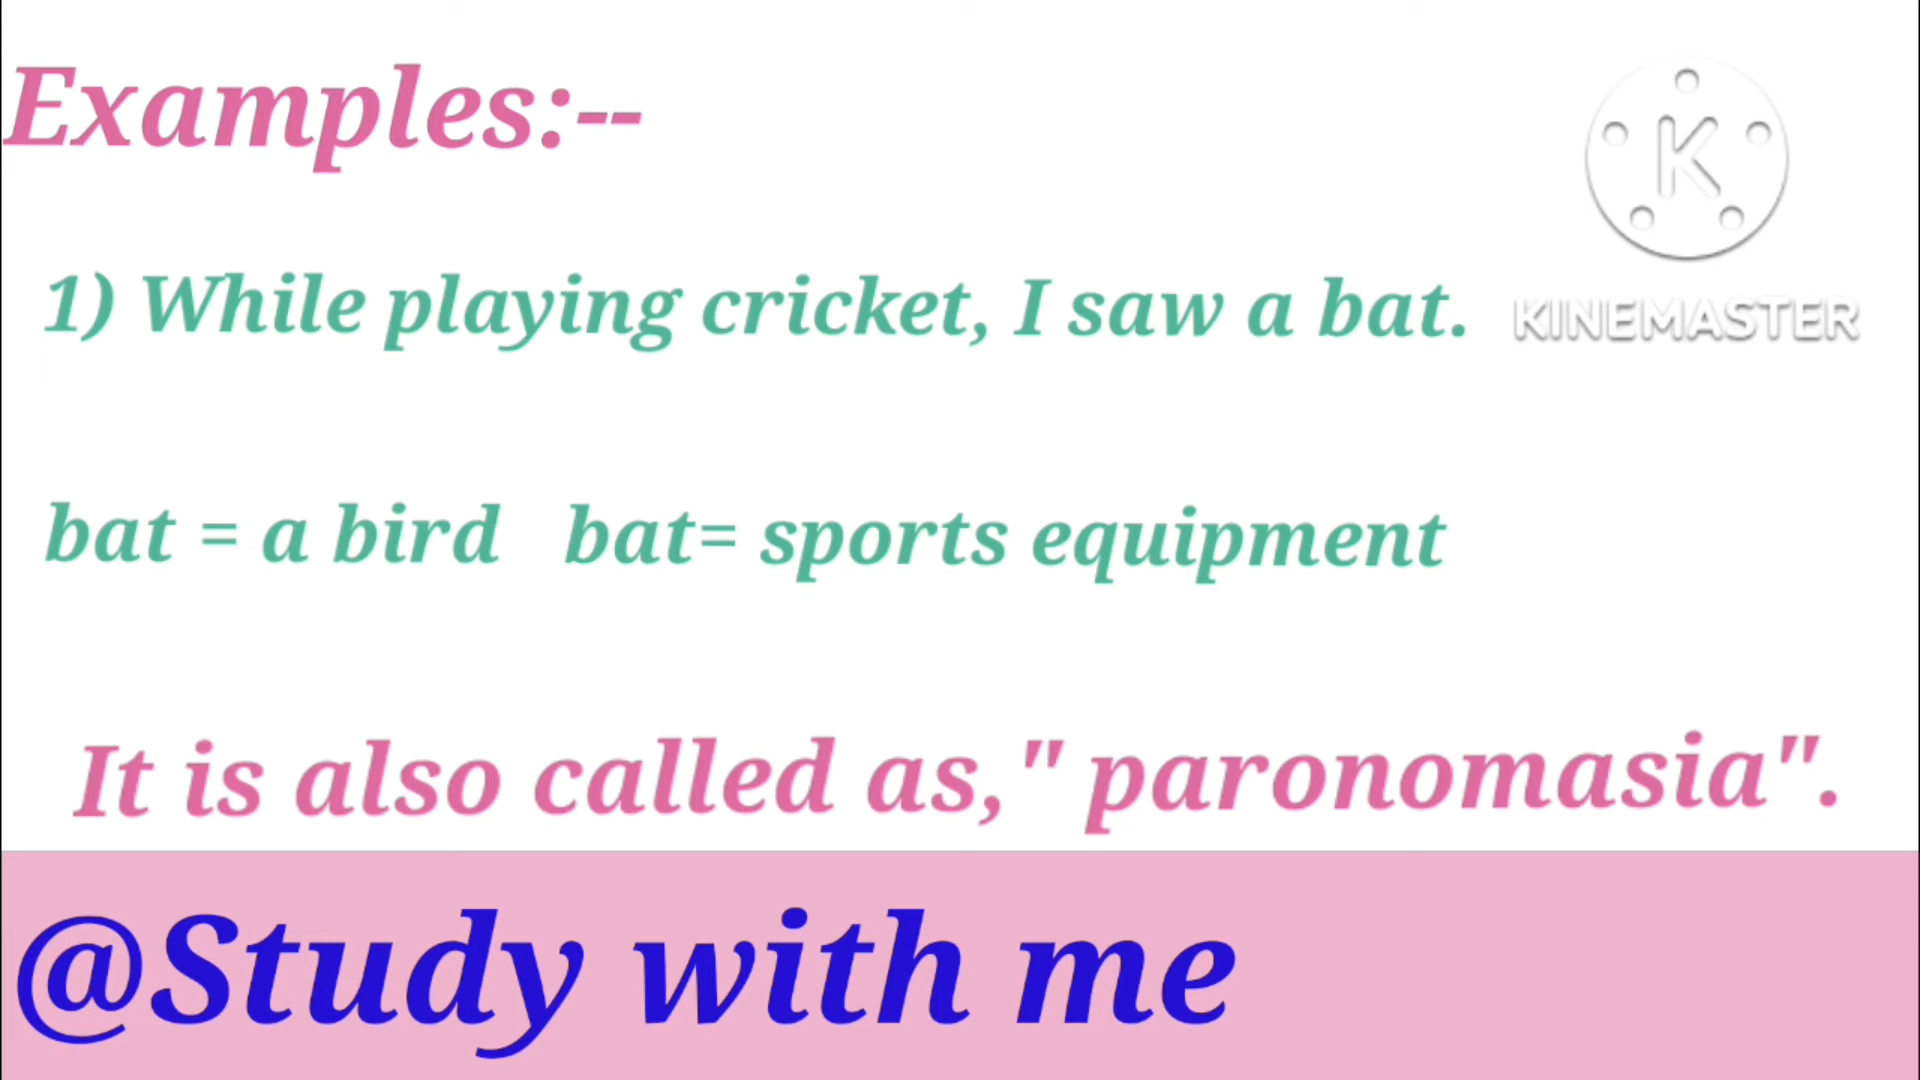 Examples:--
K
1) While playing cricket, I saw a bat.
KINEMASTER
bat = a bird   bat= sports equipment
It is also called as," paronomasia".
@Study with me